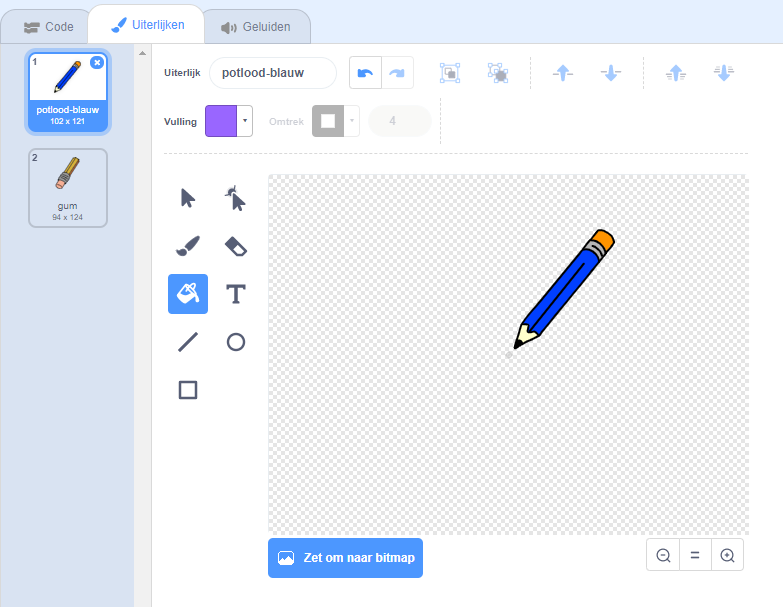 Code
Uiterlijken
Geluiden
1
potlood-blauw
102 x 121
2
gum
94 x 124
Uiterlijk
potlood-blauw
Vulling
Omtrek
4
T
Zet om naar bitmap